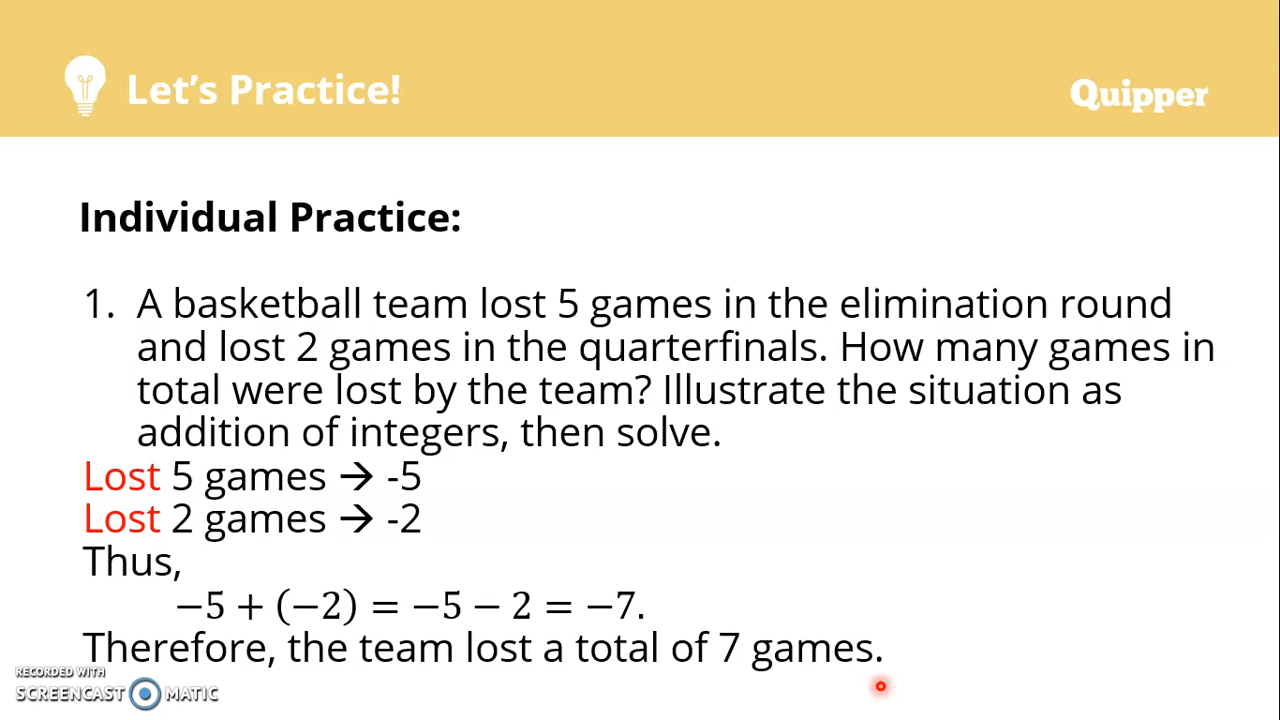 Let's Practice!
Quipper
Individual Practice:
1. A basketball team lost 5 games in the elimination round
and lost 2 games in the quarterfinals. How many games in
total were lost by the team? Illustrate the situation as
addition of integers, then solve.
Lost 5 games → -5
Lost 2 games → -2
Thus,
−5 + (−2) = −5 − 2 = −7.
Therefore, the team lost a total of 7 games.
RECORDED WITH
SCREENCAST MATIC